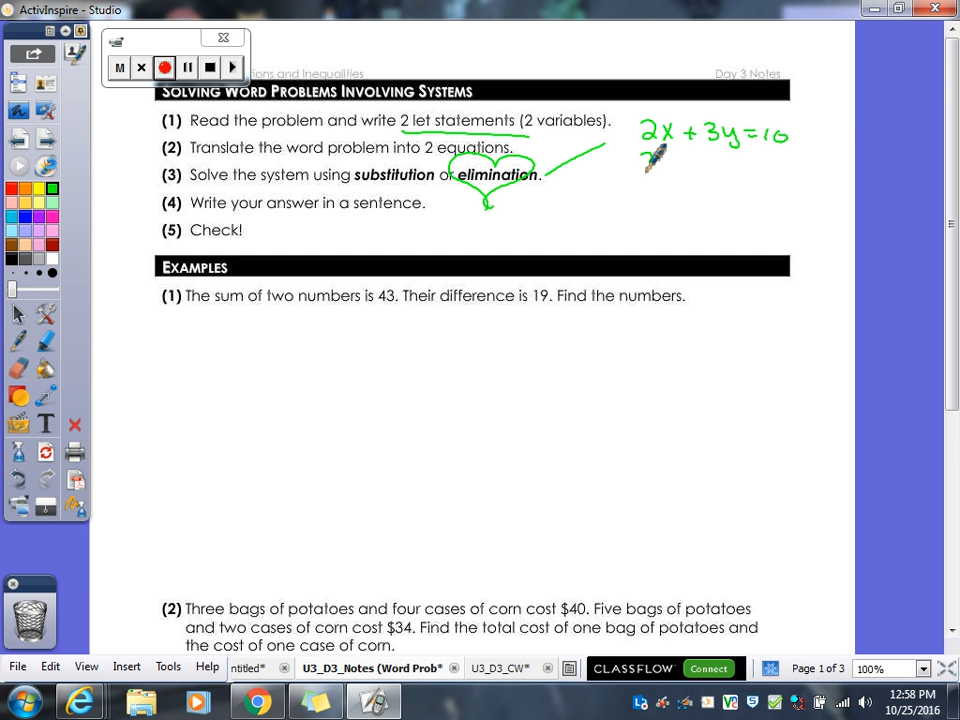 ActivInspire - Studio
M
tions and Inequalities Day 3 Notes
SOLVING WORD PROBLEMS INVOLVING SYSTEMS
(1) Read the problem and write 2 let statements (2 variables).
2x + 3y = 10
(2) Translate the word problem into 2 equations.
(3) Solve the system using substitution or elimination.
(4) Write your answer in a sentence.
(5) Check!
EXAMPLES
(1) The sum of two numbers is 43. Their difference is 19. Find the numbers.
(2) Three bags of potatoes and four cases of corn cost $40. Five bags of potatoes
and two cases of corn cost $34. Find the total cost of one bag of potatoes and
the cost of one case of corn.
File Edit View Insert Tools Help ntitled* U3_D3_Notes (Word Prob* U3_D3_CW* CLASSFLOW Connect Page 1 of 3 100%
12:58 PM
10/25/2016